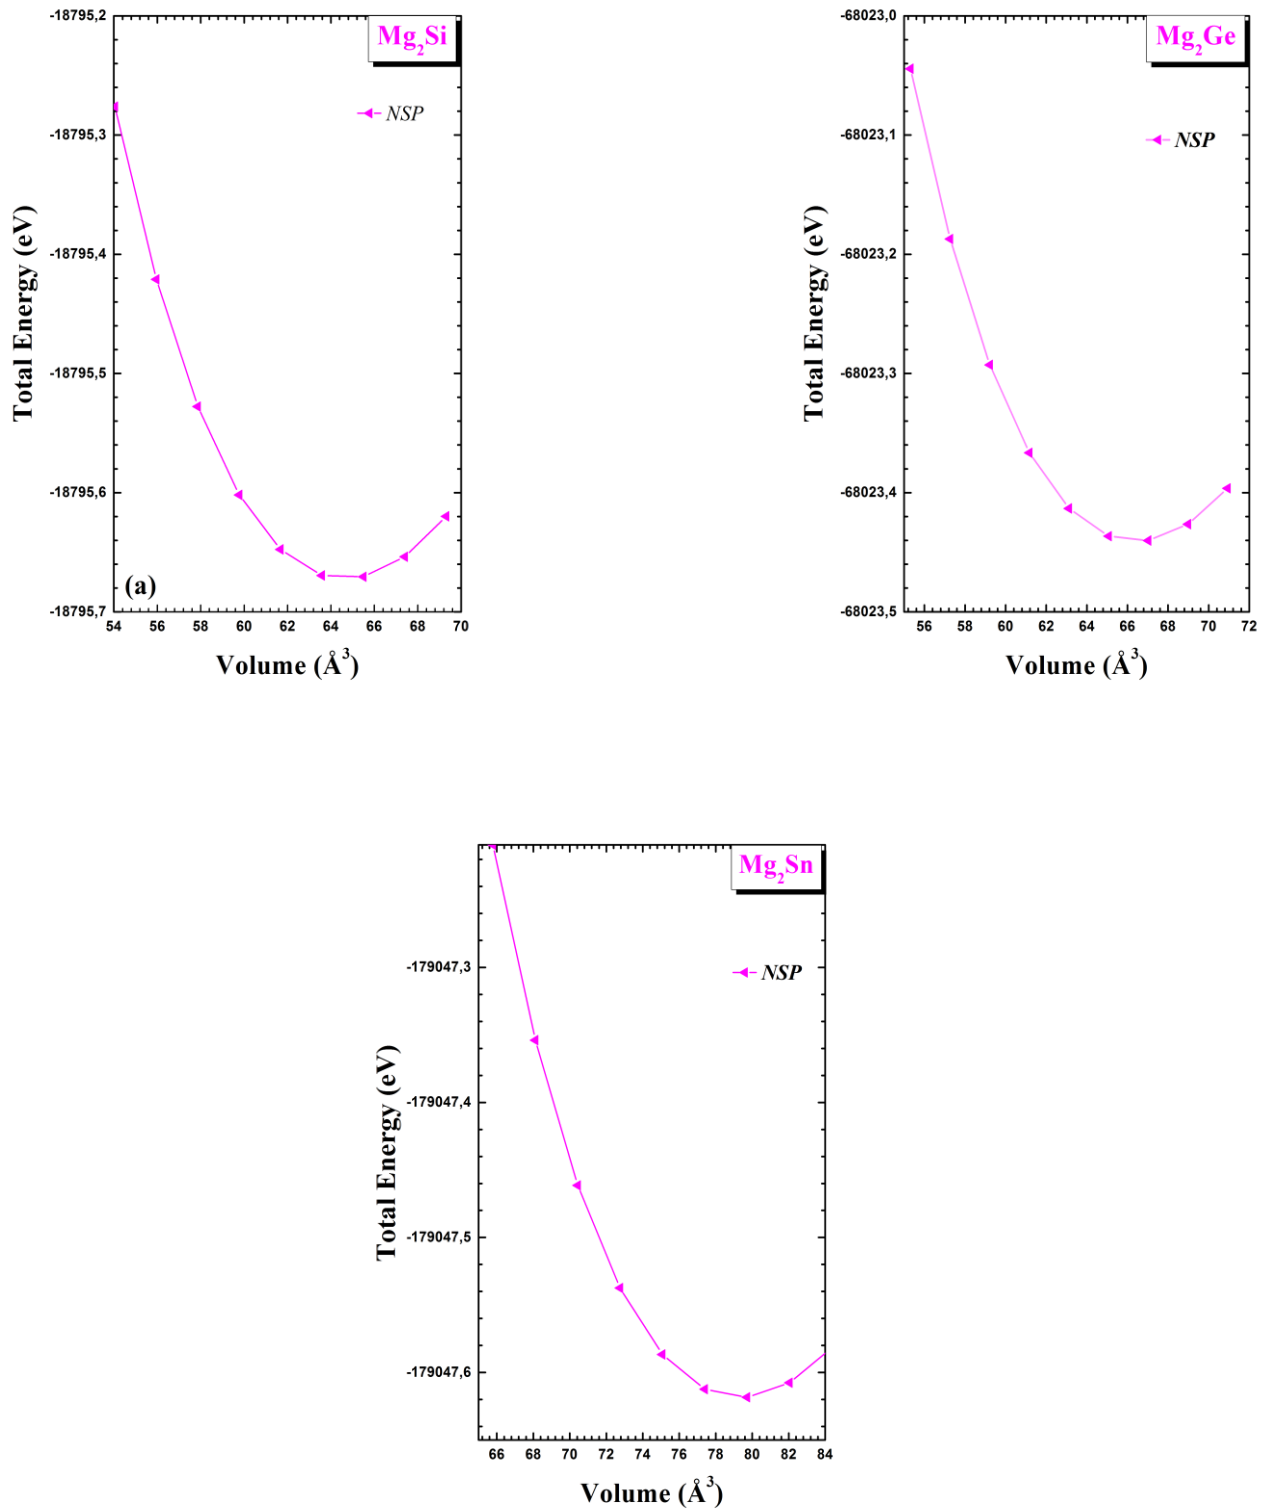 Mg2Si
NSP
-18795,2
-18795,3
-18795,4
-18795,5
-18795,6
-18795,7
Total Energy (eV)
(a)
54 56 58 60 62 64 66 68 70
Volume (Å3)
Mg2Ge
NSP
-68023,0
-68023,1
-68023,2
-68023,3
-68023,4
-68023,5
Total Energy (eV)
56 58 60 62 64 66 68 70 72
Volume (Å3)
Mg2Sn
NSP
-179047,3
-179047,4
-179047,5
-179047,6
Total Energy (eV)
66 68 70 72 74 76 78 80 82 84
Volume (Å3)